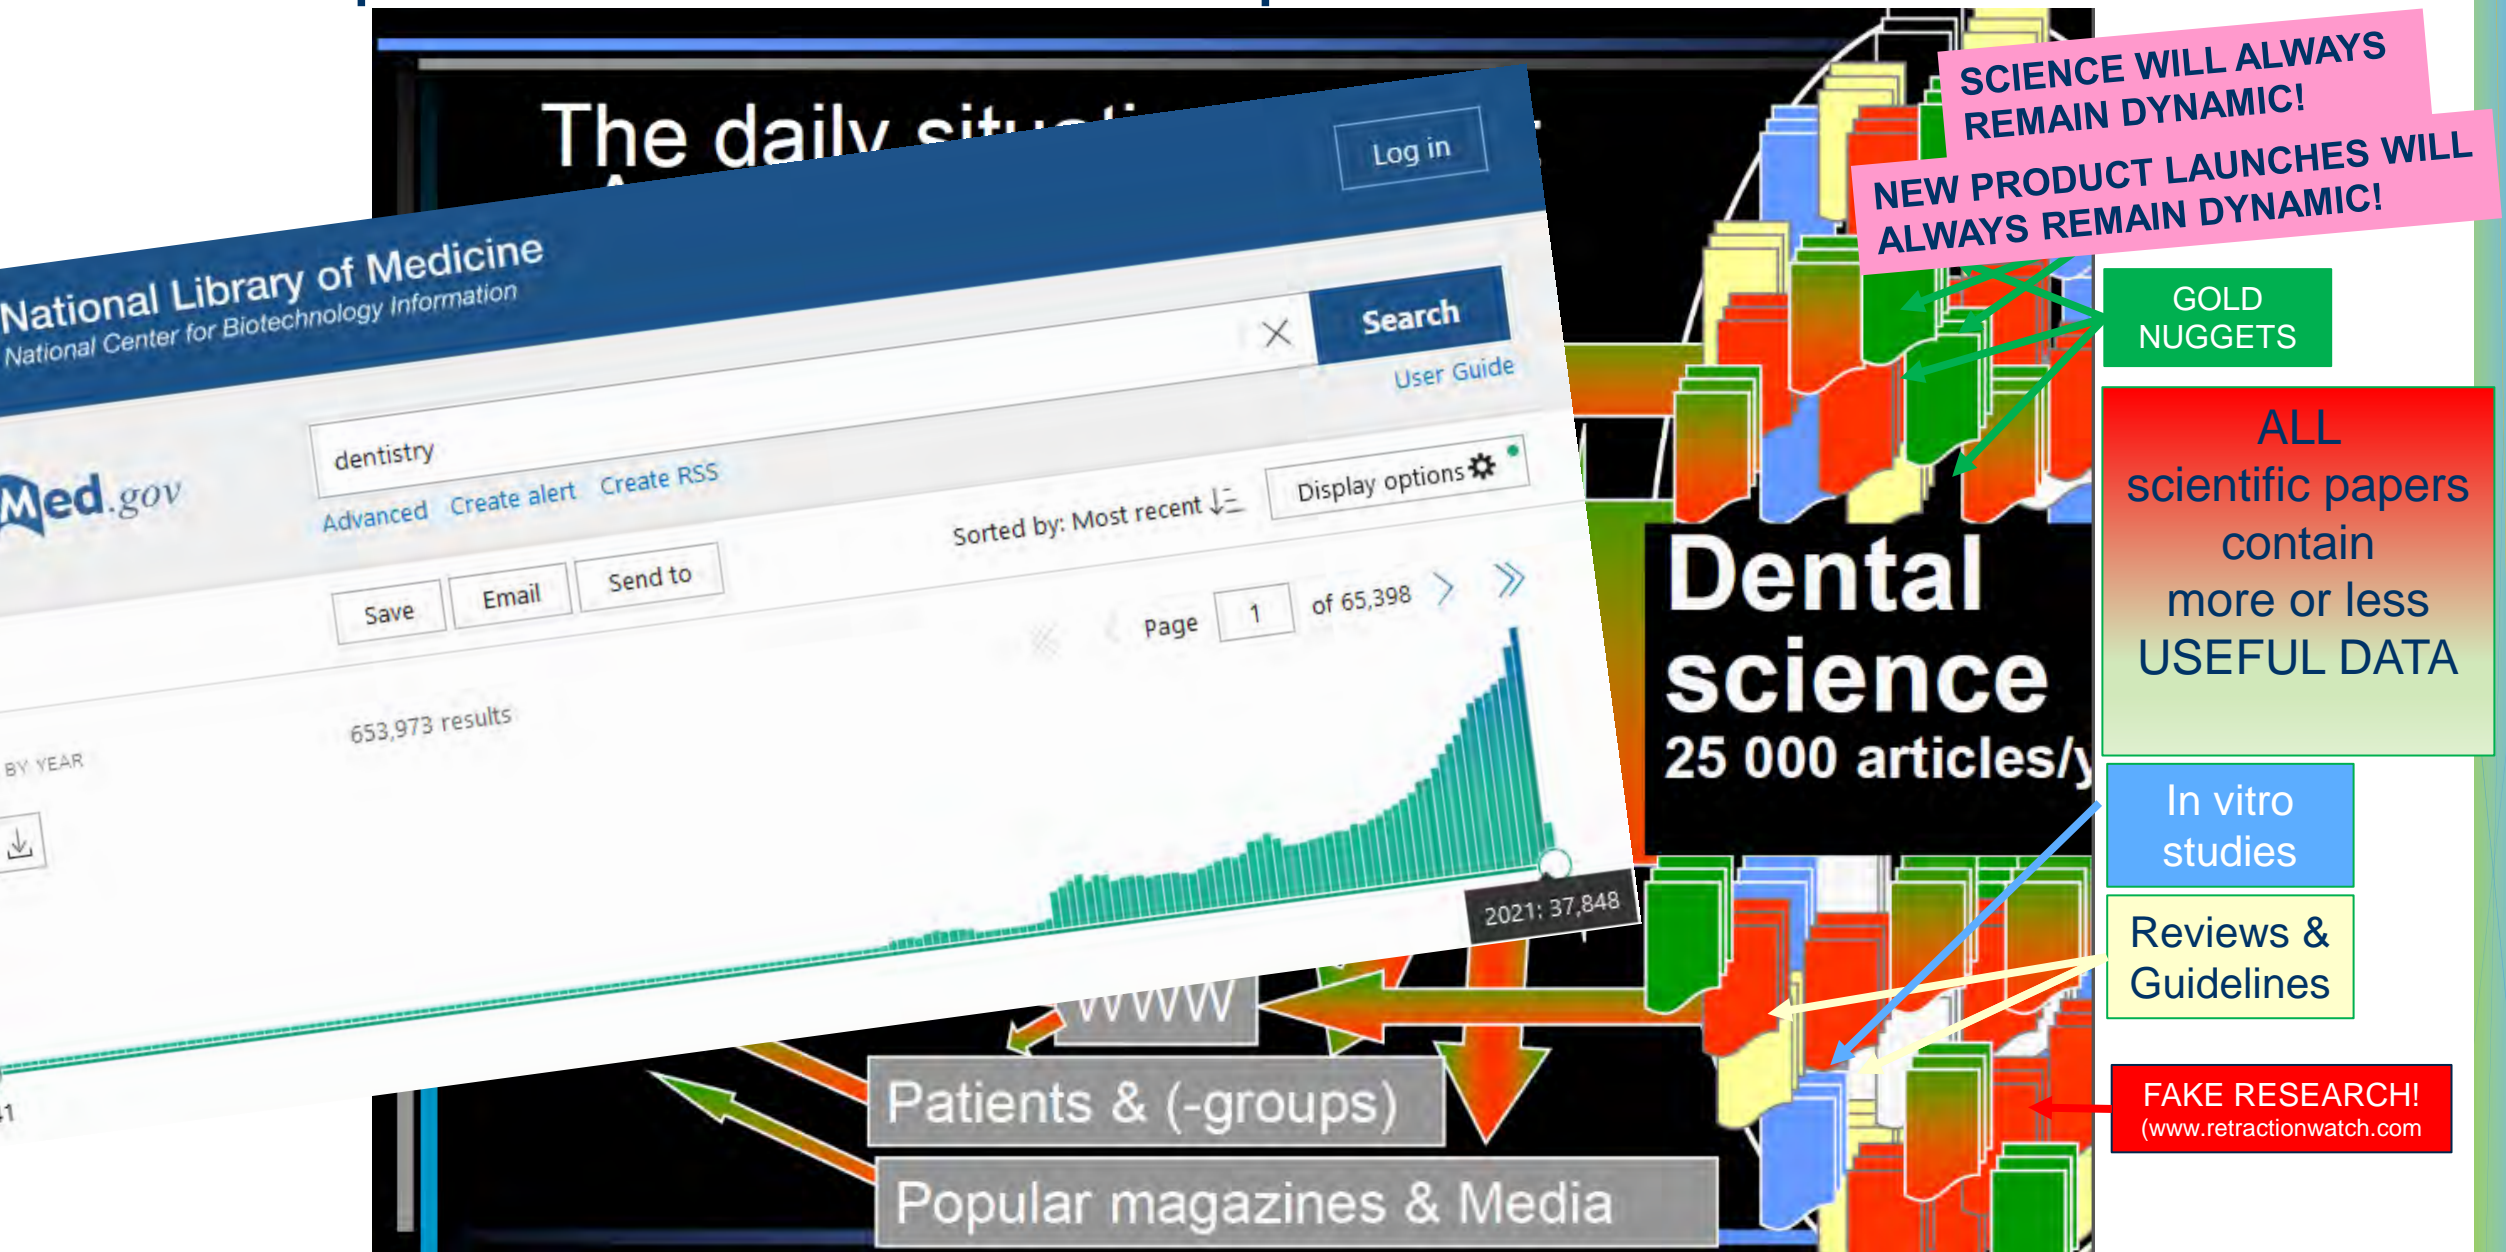 The daily
SCIENCE WILL ALWAYS
REMAIN DYNAMIC!
NEW PRODUCT LAUNCHES WILL
ALWAYS REMAIN DYNAMIC!
Log in
National Library of Medicine
National Center for Biotechnology Information
Search
User Guide
Med.gov
dentistry
Advanced Create alert Create RSS
Sorted by: Most recent
Display options
Save Email Send to
Page 1 of 65,398
653,973 results
BY YEAR
2021: 37,848
GOLD
NUGGETS
ALL
scientific papers
contain
more or less
USEFUL DATA
Dental
science
25 000 articles/y
In vitro
studies
Reviews &
Guidelines
FAKE RESEARCH!
(www.retractionwatch.com
WWW
Patients & (-groups)
Popular magazines & Media